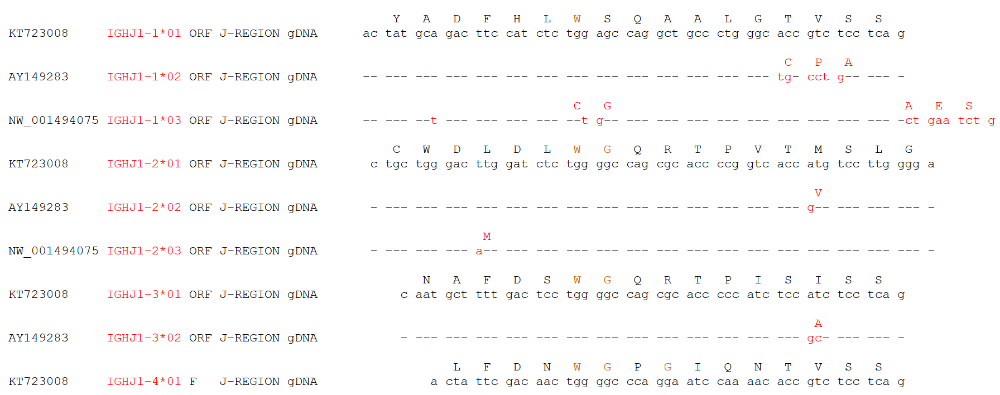 Y A D F H L W S Q A A L G T V S S
KT723008 IGHJ1-1*01 ORF J-REGION gDNA ac tat gca gac ttc cat ctc tgg agc cag gct gcc ctg ggc acc gtc tcc tca g
C P A
AY149283 IGHJ1-1*02 ORF J-REGION gDNA -- --- --- --- --- --- --- --- --- --- --- --- --- --- tg- cct g-- --- -
C G A E S
NW_001494075 IGHJ1-1*03 ORF J-REGION gDNA -- --- --t --- --- --- --- --t g-- --- --- --- --- --- --- --- --- --- -ct gaa tct g
C W D L D L W G Q R T P V T M S L G
KT723008 IGHJ1-2*01 ORF J-REGION gDNA c tgc tgg gac ttg gat ctc tgg ggc cag cgc acc ccg gtc acc atg tcc ttg ggg a
V
AY149283 IGHJ1-2*02 ORF J-REGION gDNA - --- --- --- --- --- --- --- --- --- --- --- --- --- --- g-- --- --- --- -
M
NW_001494075 IGHJ1-2*03 ORF J-REGION gDNA - --- --- --- a-- --- --- --- --- --- --- --- --- --- --- --- --- --- --- -
N A F D S W G Q R T P I S I S S
KT723008 IGHJ1-3*01 ORF J-REGION gDNA c aat gct ttt gac tcc tgg ggc cag cgc acc ccc atc tcc atc tcc tca g
A
AY149283 IGHJ1-3*02 ORF J-REGION gDNA - --- --- --- --- --- --- --- --- --- --- --- --- --- gc- --- --- -
L F D N W G P G I Q N T V S S
KT723008 IGHJ1-4*01 F J-REGION gDNA a cta ttc gac aac tgg ggc cca gga atc caa aac acc gtc tcc tca g